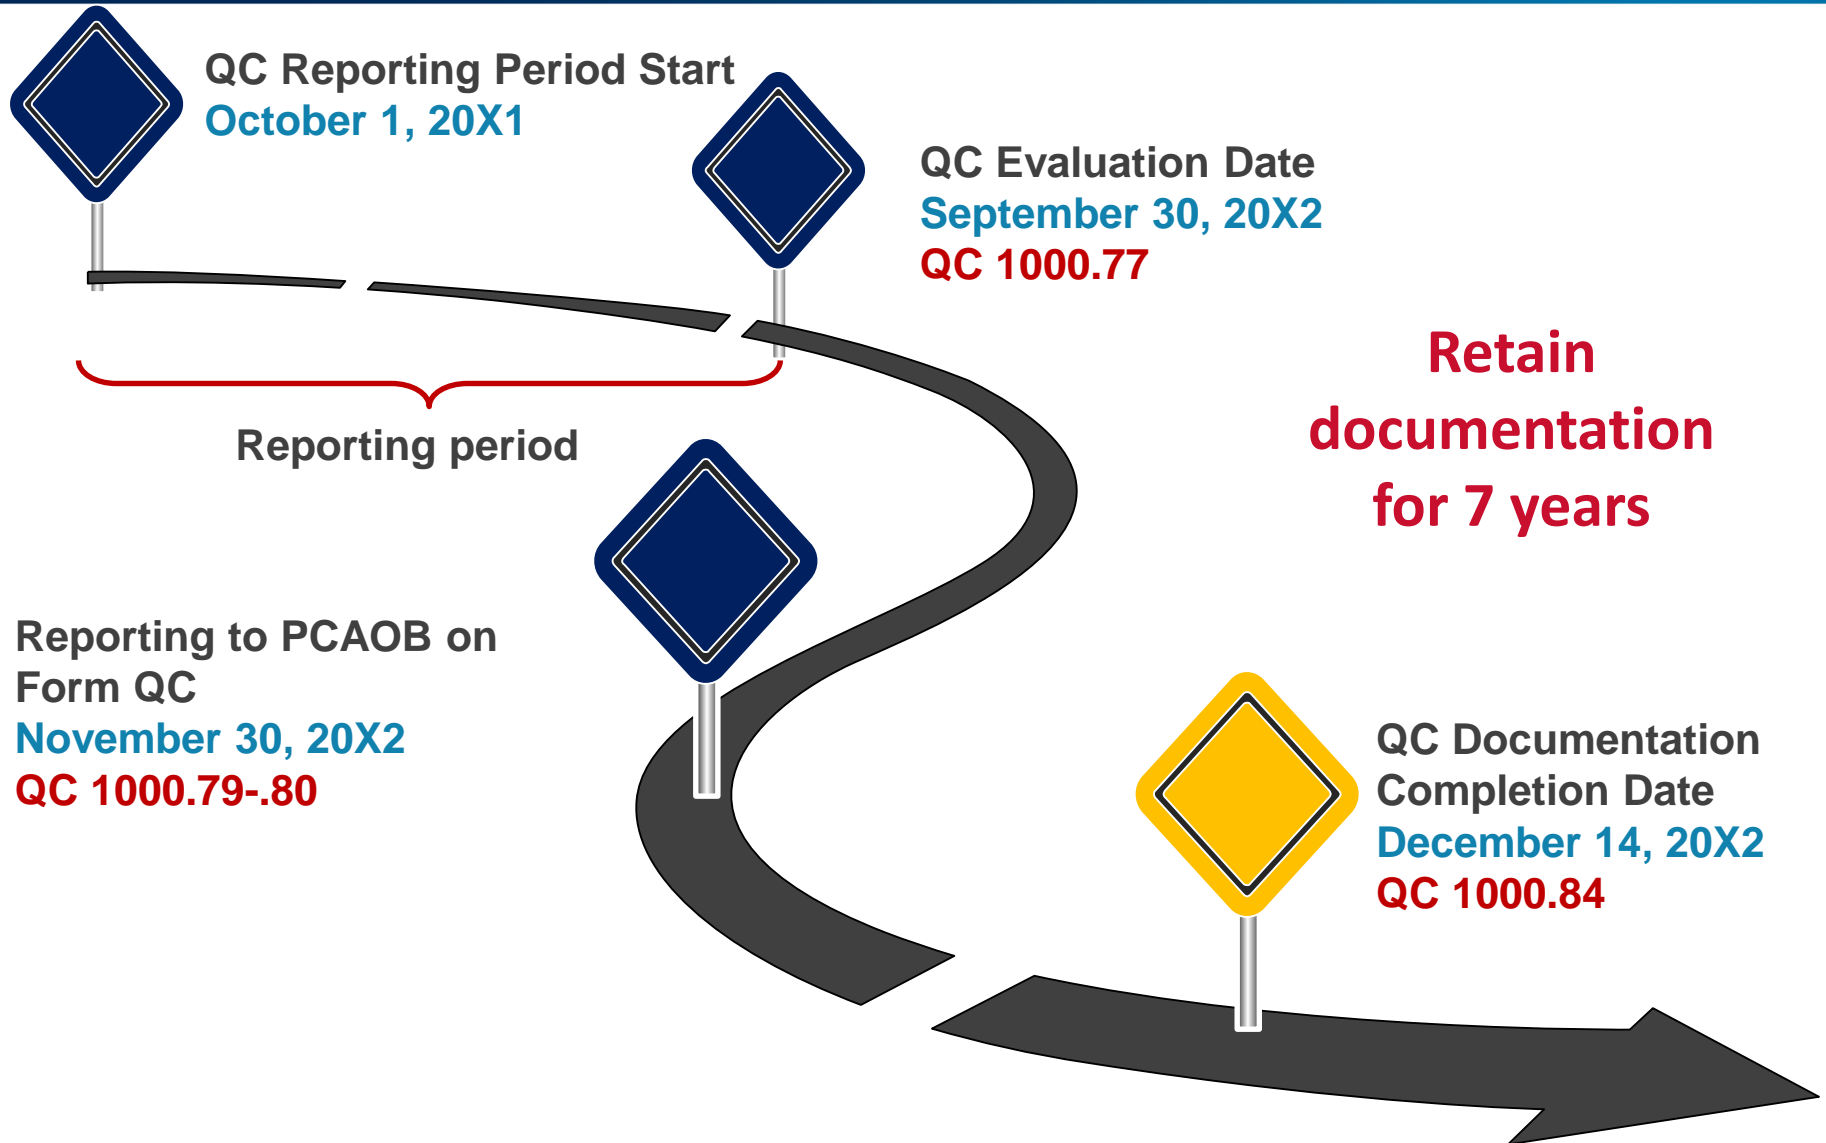 QC Reporting Period Start
October 1, 20X1
QC Evaluation Date
September 30, 20X2
QC 1000.77
Reporting period
Retain
documentation
for 7 years
Reporting to PCAOB on
Form QC
November 30, 20X2
QC 1000.79-.80
QC Documentation
Completion Date
December 14, 20X2
QC 1000.84